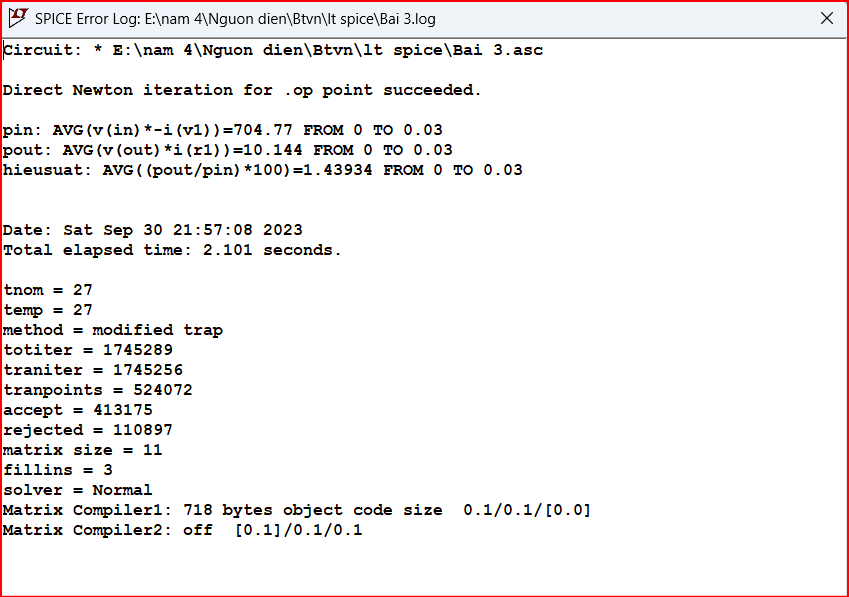 SPICE Error Log: E:\nam 4\Nguon dien\Btvn\lt spice\Bai 3.log
Circuit: * E:\nam 4\Nguon dien\Btvn\lt spice\Bai 3.asc
Direct Newton iteration for .op point succeeded.
pin: AVG(v(in)*-i(v1))=704.77 FROM 0 TO 0.03
pout: AVG(v(out)*i(r1))=10.144 FROM 0 TO 0.03
hieusuat: AVG((pout/pin)*100)=1.43934 FROM 0 TO 0.03
Date: Sat Sep 30 21:57:08 2023
Total elapsed time: 2.101 seconds.
tnom = 27
temp = 27
method = modified trap
totiter = 1745289
traniter = 1745256
tranpoints = 524072
accept = 413175
rejected = 110897
matrix size = 11
fillins = 3
solver = Normal
Matrix Compiler1: 718 bytes object code size  0.1/0.1/[0.0]
Matrix Compiler2: off  [0.1]/0.1/0.1